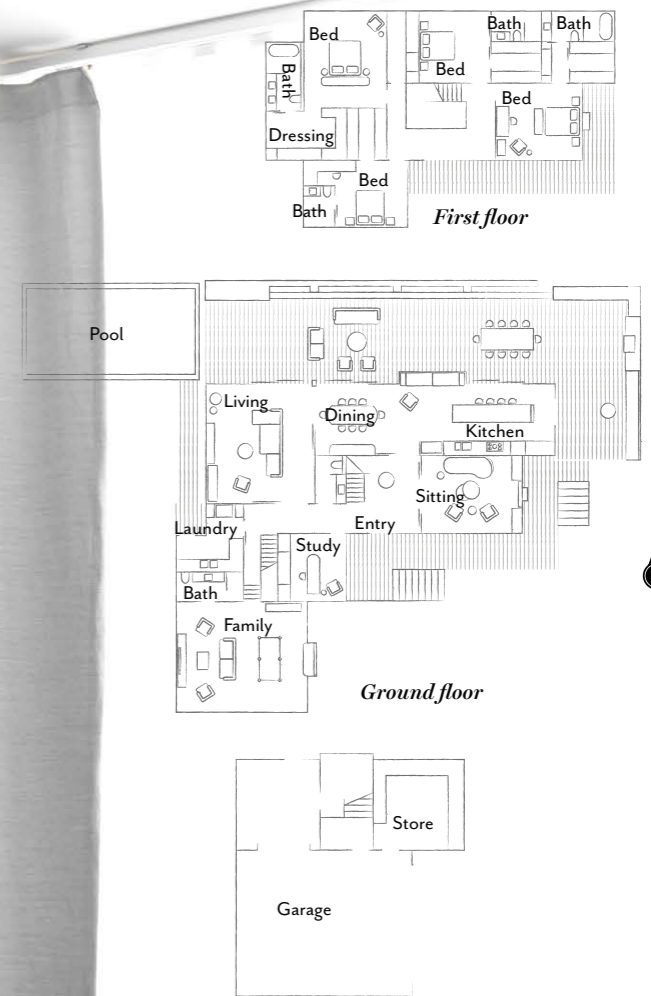 Bed
Bath
Bath
Bath
Bed
Bed
Dressing
Bed
Bath
First floor
Pool
Living
Dining
Kitchen
Sitting
Laundry
Entry
Study
Bath
Family
Ground floor
Store
Garage